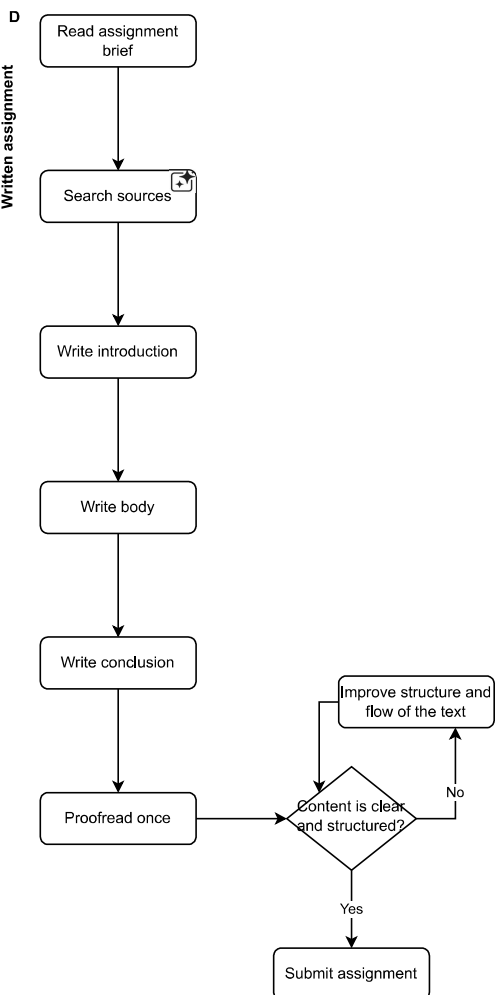 D
Written assignment
Read assignment
brief
Search sources
Write introduction
Write body
Write conclusion
Improve structure and
flow of the text
No
Proofread once
Content is clear
and structured?
Yes
Submit assignment